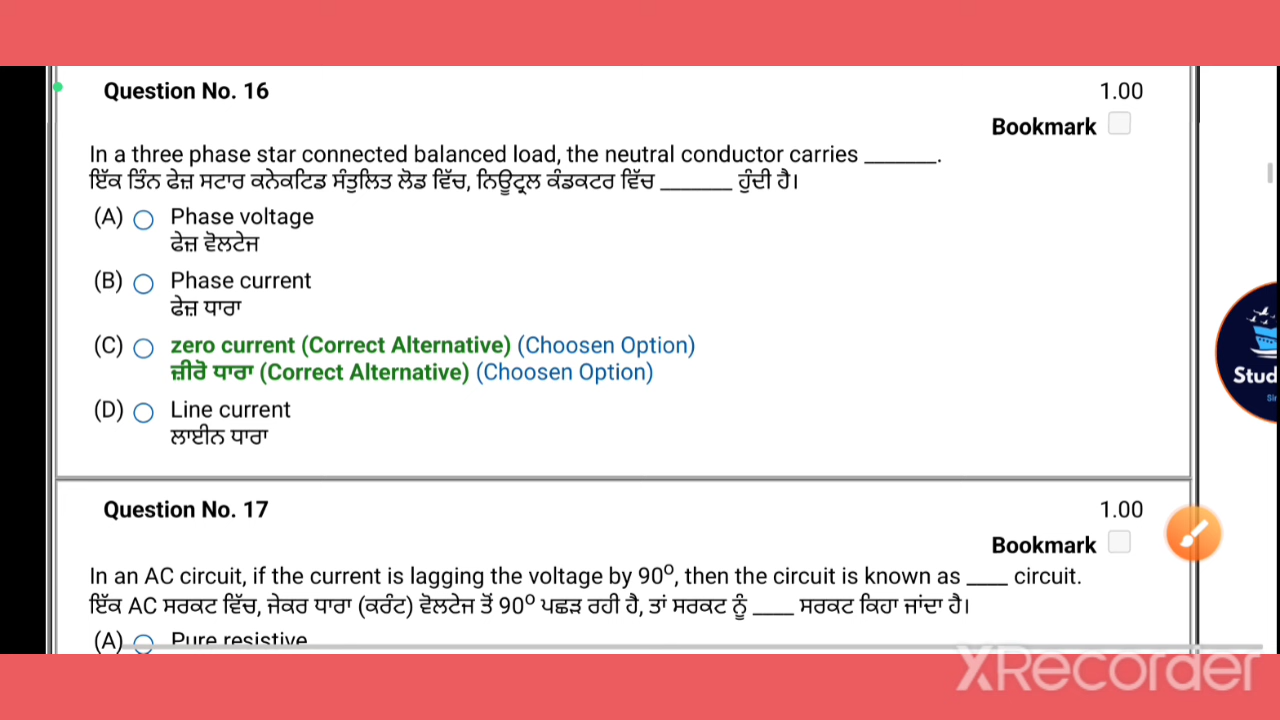 Question No. 16
1.00
Bookmark
In a three phase star connected balanced load, the neutral conductor carries ______.
ਇੱਕ ਤਿੰਨ ਫੇਜ਼ ਸਟਾਰ ਕਨੇਕਟਿਡ ਸੰਤੁਲਿਤ ਲੋਡ ਵਿੱਚ, ਨਿਊਟ੍ਰਲ ਕੰਡਕਟਰ ਵਿੱਚ ______ ਹੁੰਦੀ ਹੈ।
(A) Phase voltage
ਫੇਜ਼ ਵੋਲਟੇਜ
(B) Phase current
ਫੇਜ਼ ਧਾਰਾ
(C) zero current (Correct Alternative) (Choosen Option)
ਜ਼ੀਰੋ ਧਾਰਾ (Correct Alternative) (Choosen Option)
(D) Line current
ਲਾਈਨ ਧਾਰਾ
Stud
Question No. 17
1.00
Bookmark
In an AC circuit, if the current is lagging the voltage by 90⁰, then the circuit is known as ____ circuit.
ਇੱਕ AC ਸਰਕਟ ਵਿੱਚ, ਜੇਕਰ ਧਾਰਾ (ਕਰੰਟ) ਵੋਲਟੇਜ ਤੋਂ 90⁰ ਪਛੜ ਰਹੀ ਹੈ, ਤਾਂ ਸਰਕਟ ਨੂੰ ____ ਸਰਕਟ ਕਿਹਾ ਜਾਂਦਾ ਹੈ।
(A) Pure resistive
XRecorder